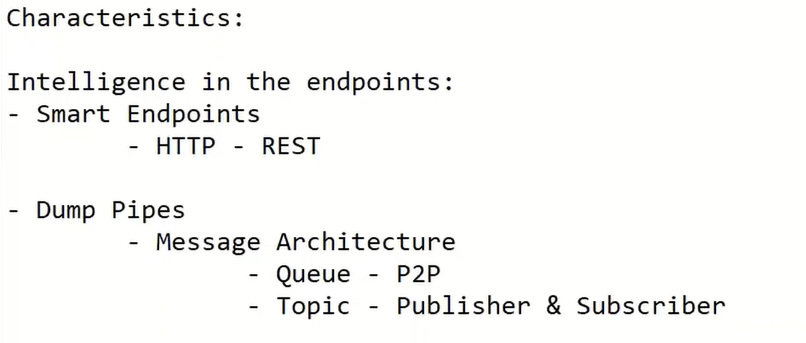 Characteristics:
Intelligence in the endpoints:
- Smart Endpoints
- HTTP - REST
- Dump Pipes
- Message Architecture
- Queue - P2P
- Topic - Publisher & Subscriber